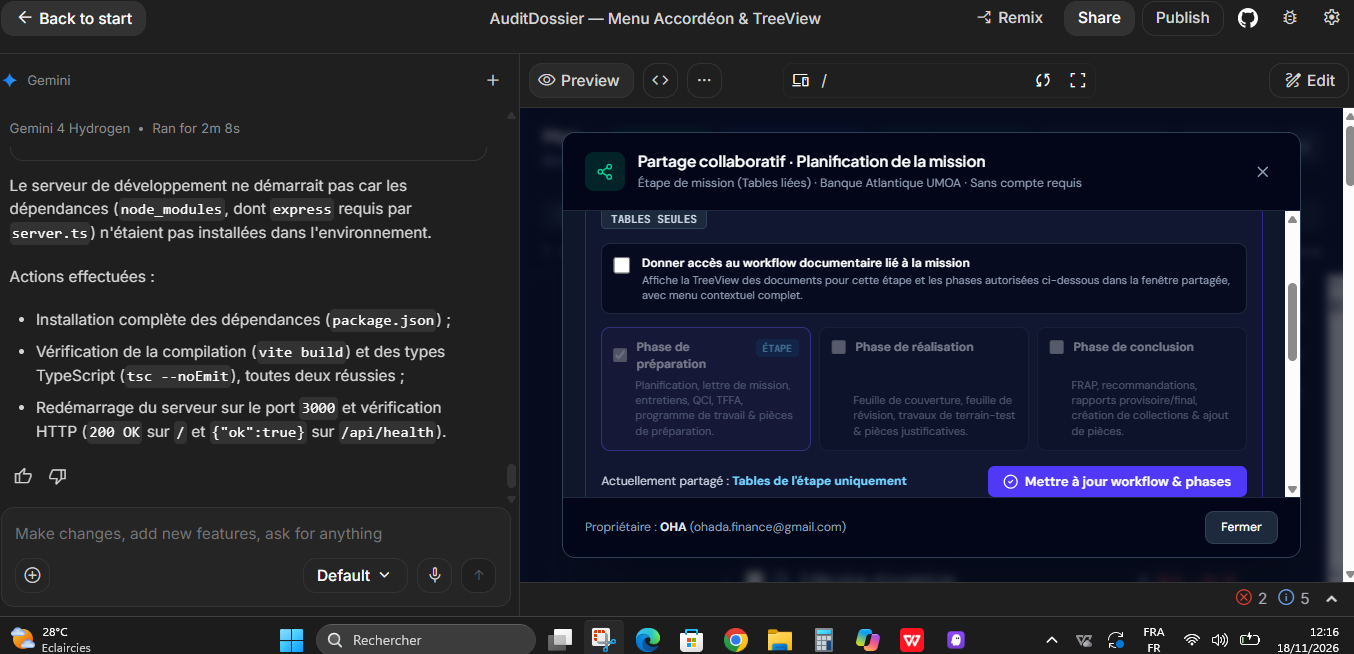 Back to start
AuditDossier — Menu Accordéon & TreeView
Remix
Share
Publish
Gemini
Preview
/
Edit
Gemini 4 Hydrogen • Ran for 2m 8s
Le serveur de développement ne démarrait pas car les
dépendances (node_modules, dont express requis par
server.ts) n'étaient pas installées dans l'environnement.
Actions effectuées :
• Installation complète des dépendances (package.json) ;
• Vérification de la compilation (vite build) et des types
TypeScript (tsc --noEmit), toutes deux réussies ;
• Redémarrage du serveur sur le port 3000 et vérification
HTTP (200 OK sur / et {"ok":true} sur /api/health).
Make changes, add new features, ask for anything
Default
Partage collaboratif · Planification de la mission
Étape de mission (Tables liées) · Banque Atlantique UMOA · Sans compte requis
TABLES SEULES
Donner accès au workflow documentaire lié à la mission
Affiche la TreeView des documents pour cette étape et les phases autorisées ci-dessous dans la fenêtre partagée,
avec menu contextuel complet.
Phase de
préparation
ÉTAPE
Planification, lettre de mission,
entretiens, QCI, TFFA,
programme de travail & pièces
de préparation.
Phase de réalisation
Feuille de couverture, feuille de
révision, travaux de terrain-test
& pièces justificatives.
Phase de conclusion
FRAP, recommandations,
rapports provisoire/final,
création de collections & ajout
de pièces.
Actuellement partagé : Tables de l'étape uniquement
Mettre à jour workflow & phases
Propriétaire : OHA (ohada.finance@gmail.com)
Fermer
2
5
28°C
Eclaircies
Rechercher
FRA
FR
12:16
18/11/2026